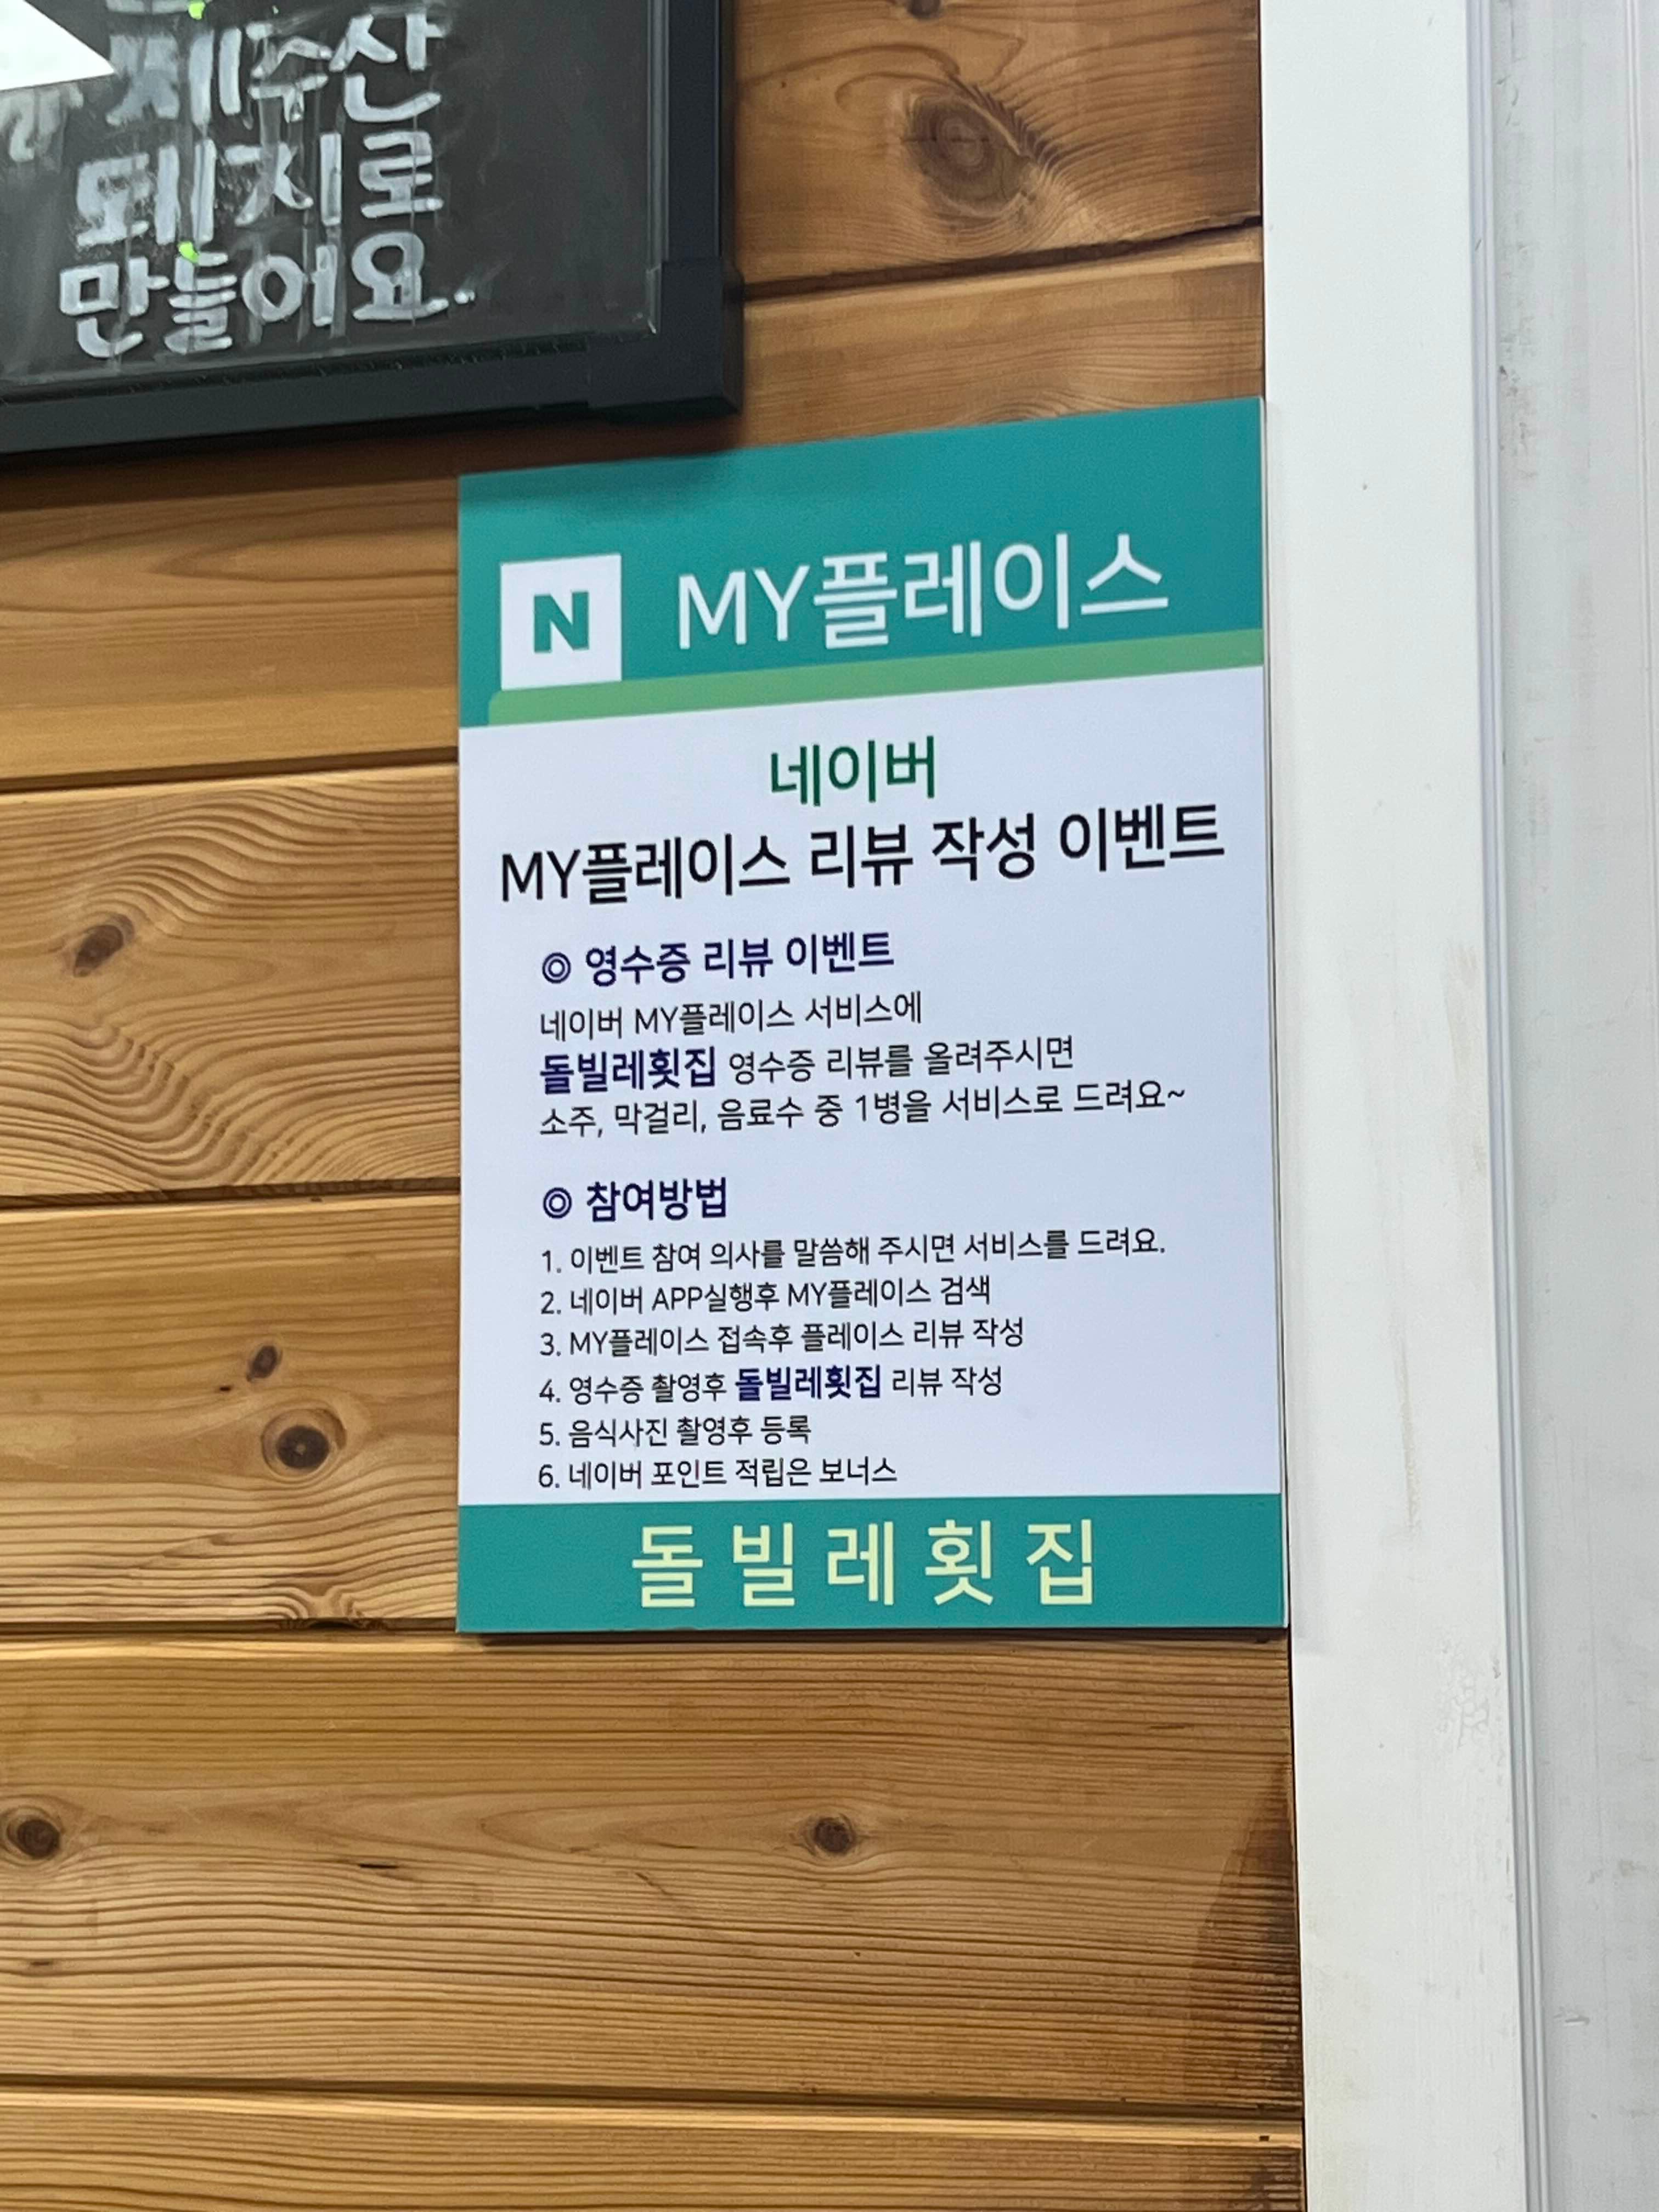 제주산
돼지로
만들어요.
N MY플레이스
네이버
MY플레이스 리뷰 작성 이벤트
◎ 영수증 리뷰 이벤트
네이버 MY플레이스 서비스에
돌빌레횟집 영수증 리뷰를 올려주시면
소주, 막걸리, 음료수 중 1병을 서비스로 드려요~
◎ 참여방법
1. 이벤트 참여 의사를 말씀해 주시면 서비스를 드려요.
2. 네이버 APP실행후 MY플레이스 검색
3. MY플레이스 접속후 플레이스 리뷰 작성
4. 영수증 촬영후 돌빌레횟집 리뷰 작성
5. 음식사진 촬영후 등록
6. 네이버 포인트 적립은 보너스
돌빌레횟집